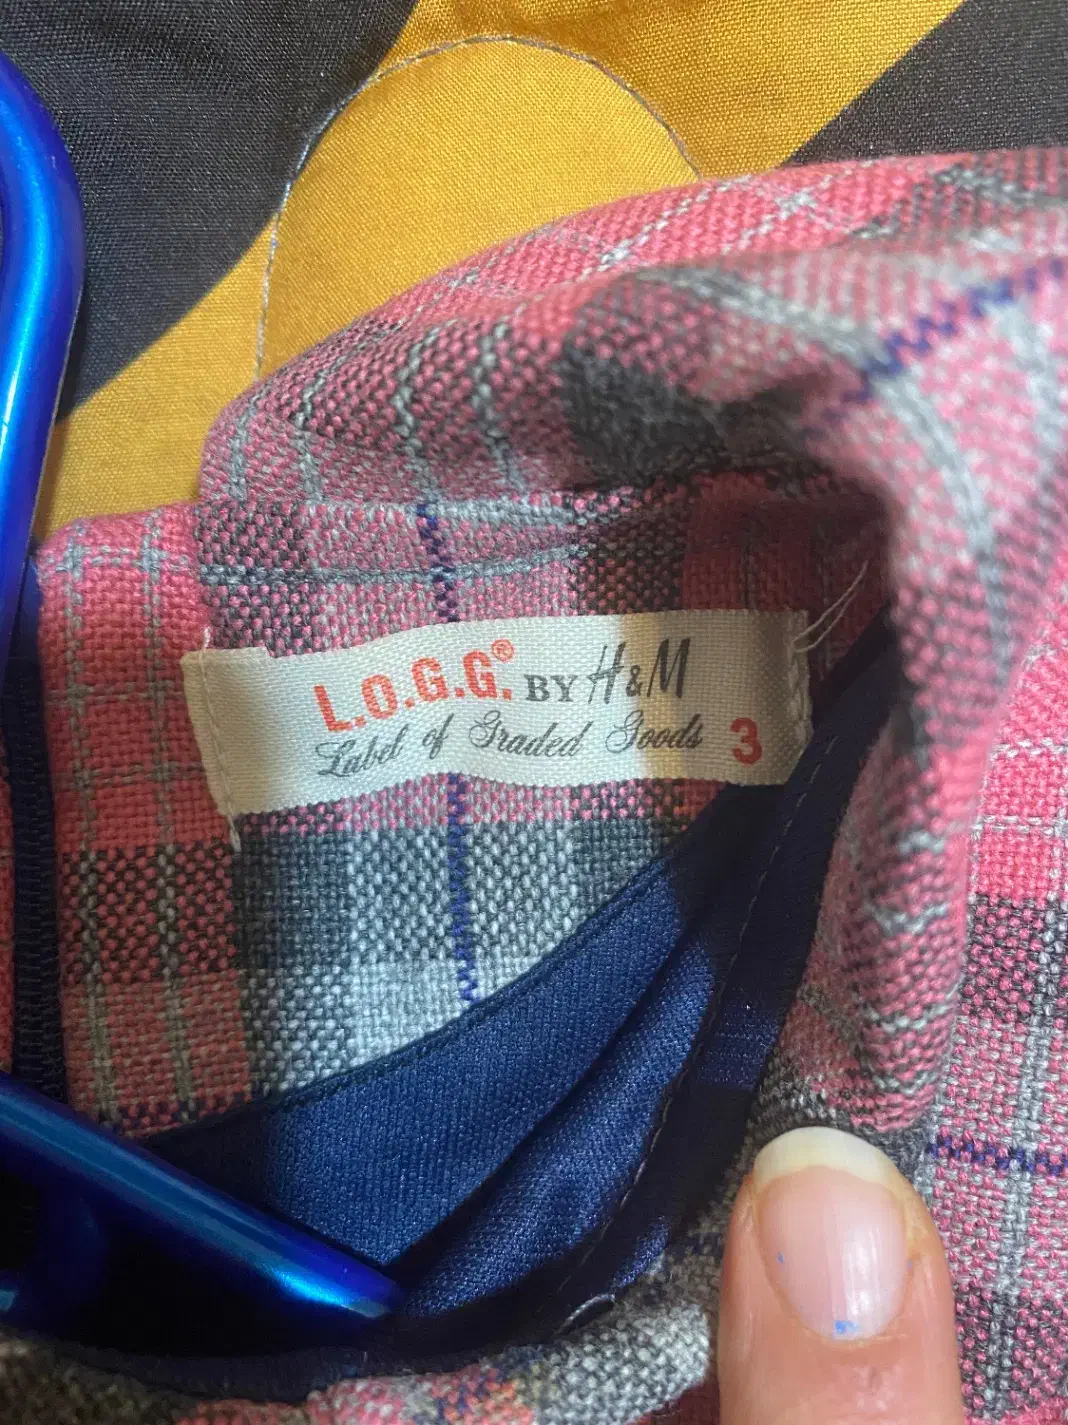 L.O.G.G.® BY H&M
Label of Graded Goods 3